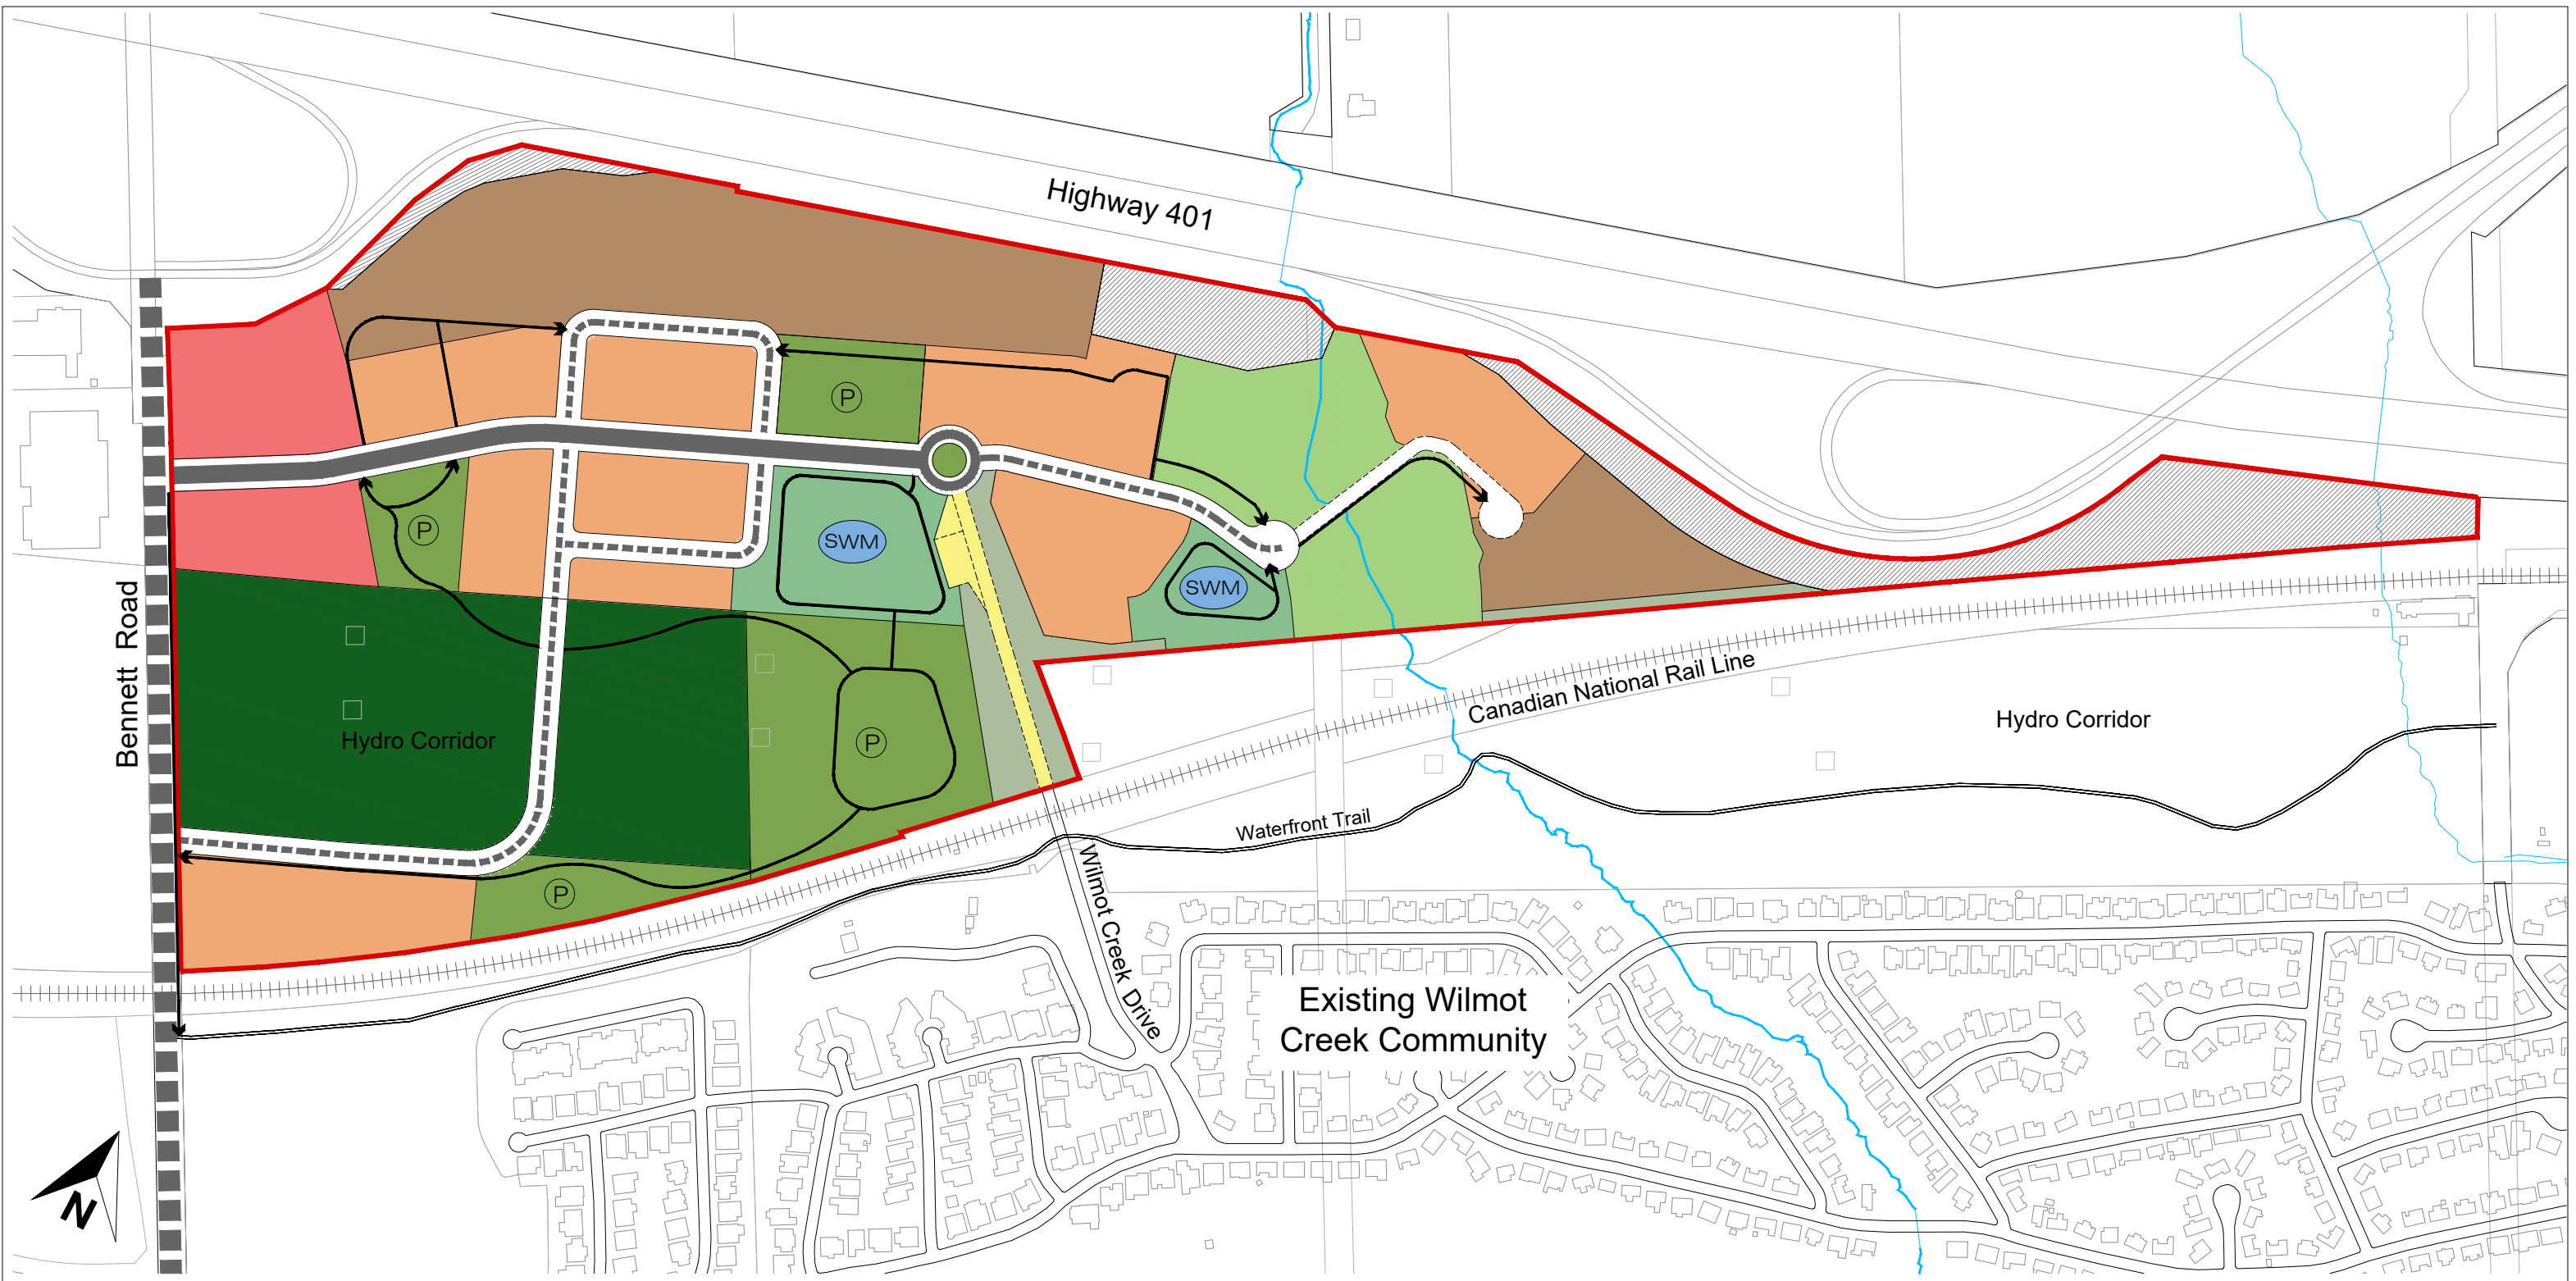 Highway 401
P
P
SWM
SWM
Bennett Road
Hydro Corridor
P
Canadian National Rail Line
Hydro Corridor
Waterfront Trail
P
Wilmot Creek Drive
Existing Wilmot
Creek Community
N